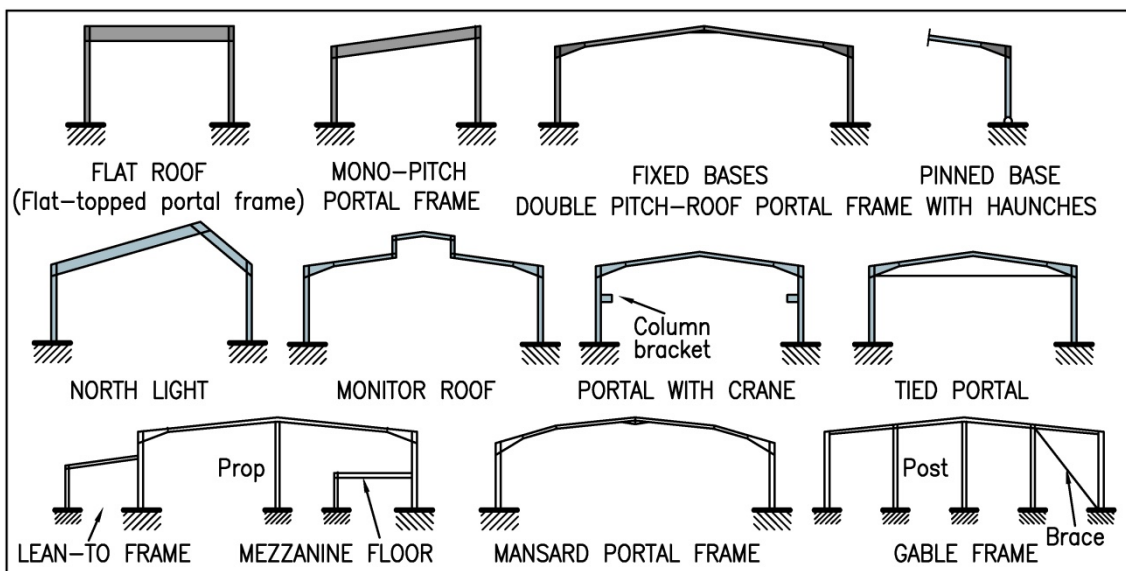 FLAT ROOF
(Flat-topped portal frame)
MONO-PITCH
PORTAL FRAME
FIXED BASES
PINNED BASE
DOUBLE PITCH-ROOF PORTAL FRAME WITH HAUNCHES
Column
bracket
NORTH LIGHT
MONITOR ROOF
PORTAL WITH CRANE
TIED PORTAL
Prop
Post
LEAN-TO FRAME
MEZZANINE FLOOR
MANSARD PORTAL FRAME
GABLE FRAME
Brace